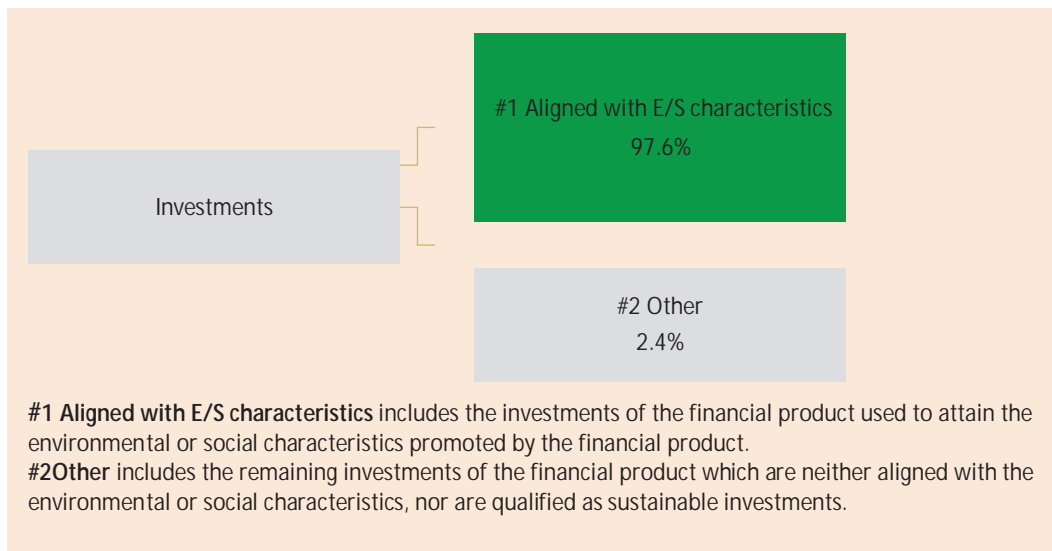 #1 Aligned with E/S characteristics
97.6%
Investments
#2 Other
2.4%
#1 Aligned with E/S characteristics includes the investments of the financial product used to attain the
environmental or social characteristics promoted by the financial product.
#2Other includes the remaining investments of the financial product which are neither aligned with the
environmental or social characteristics, nor are qualified as sustainable investments.